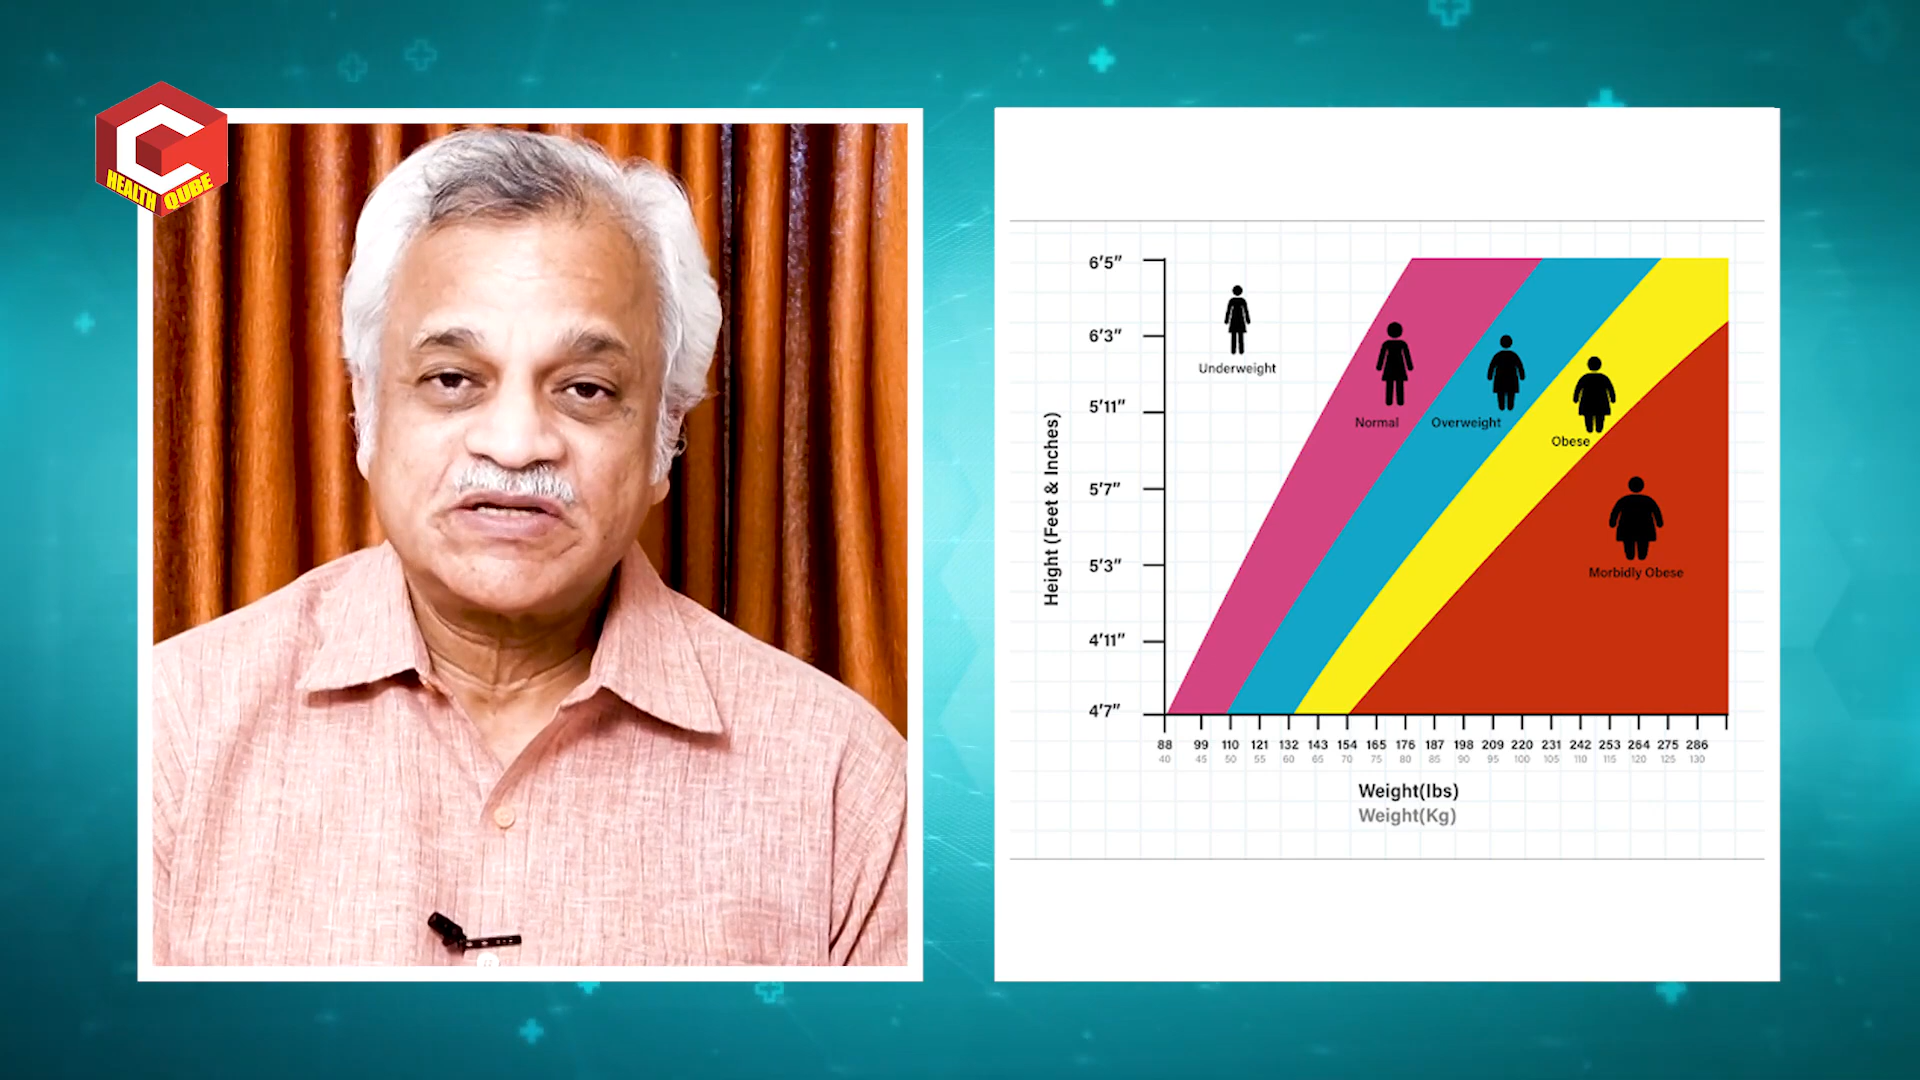 C
HEALTH QUBE
6'5"
6'3"
5'11"
5'7"
5'3"
4'11"
4'7"
Height (Feet & Inches)
Underweight
Normal
Overweight
Obese
Morbidly Obese
88 99 110 121 132 143 154 165 176 187 198 209 220 231 242 253 264 275 286
40 45 50 55 60 65 70 75 80 85 90 95 100 105 110 115 120 125 130
Weight(lbs)
Weight(Kg)